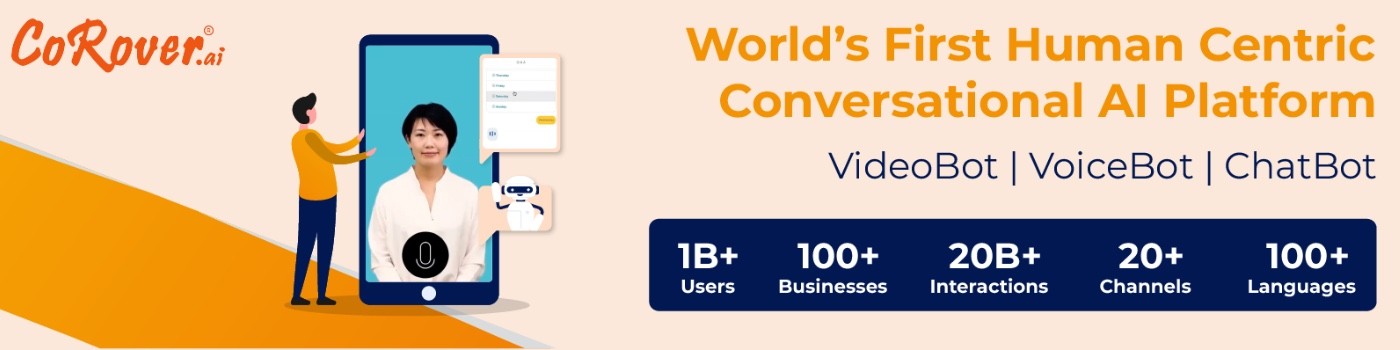 CoRover.ai
World's First Human Centric
Conversational AI Platform
VideoBot | VoiceBot | ChatBot
1B+ 100+ 20B+ 20+ 100+
Users Businesses Interactions Channels Languages